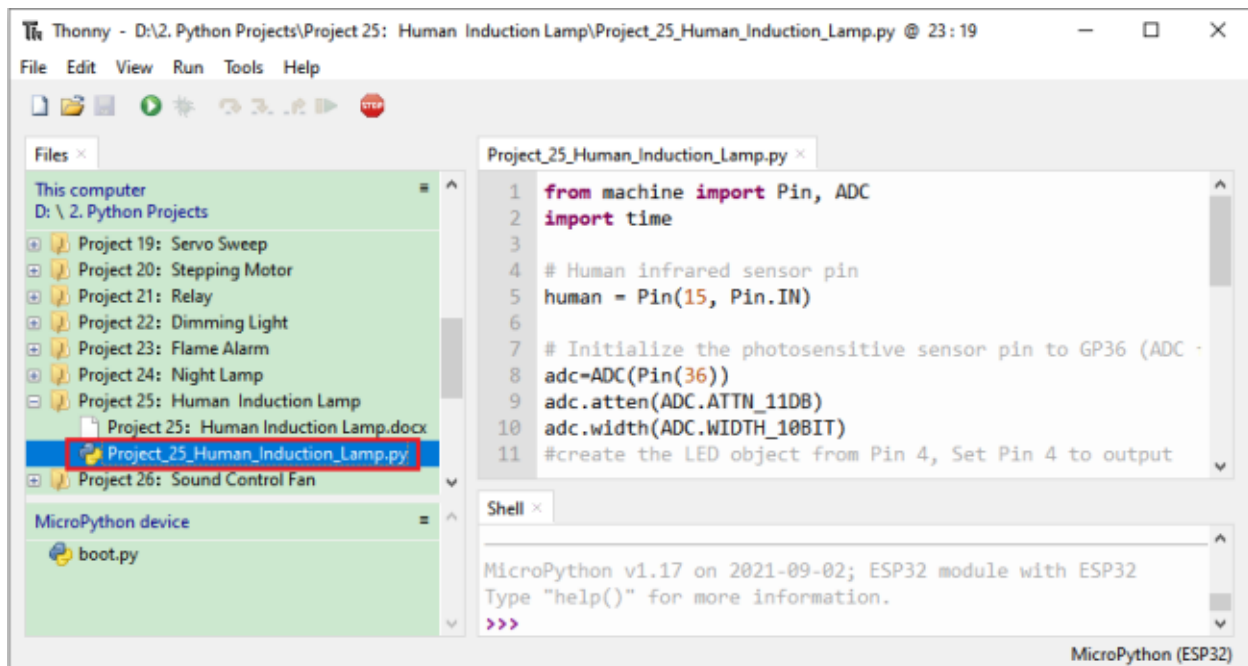 Thonny - D:\2. Python Projects\Project 25： Human Induction Lamp\Project_25_Human_Induction_Lamp.py @ 23 : 19
File Edit View Run Tools Help
STOP
Files
This computer
D: \ 2. Python Projects
Project 19： Servo Sweep
Project 20： Stepping Motor
Project 21： Relay
Project 22： Dimming Light
Project 23： Flame Alarm
Project 24： Night Lamp
Project 25： Human Induction Lamp
Project 25： Human Induction Lamp.docx
Project_25_Human_Induction_Lamp.py
Project 26： Sound Control Fan
MicroPython device
boot.py
Project_25_Human_Induction_Lamp.py
1 from machine import Pin, ADC
2 import time
3
4 # Human infrared sensor pin
5 human = Pin(15, Pin.IN)
6
7 # Initialize the photosensitive sensor pin to GP36 (ADC
8 adc=ADC(Pin(36))
9 adc.atten(ADC.ATTN_11DB)
10 adc.width(ADC.WIDTH_10BIT)
11 #create the LED object from Pin 4, Set Pin 4 to output
Shell
MicroPython v1.17 on 2021-09-02; ESP32 module with ESP32
Type "help()" for more information.
>>>
MicroPython (ESP32)